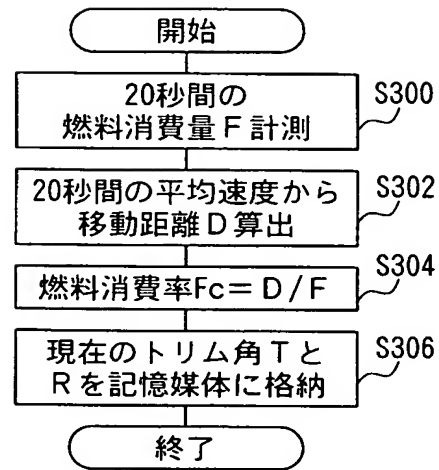 開始
20秒間の
燃料消費量F計測
S300
20秒間の平均速度から
移動距離D算出
S302
燃料消費率Fc=D/F
S304
現在のトリム角Tと
Rを記憶媒体に格納
S306
終了